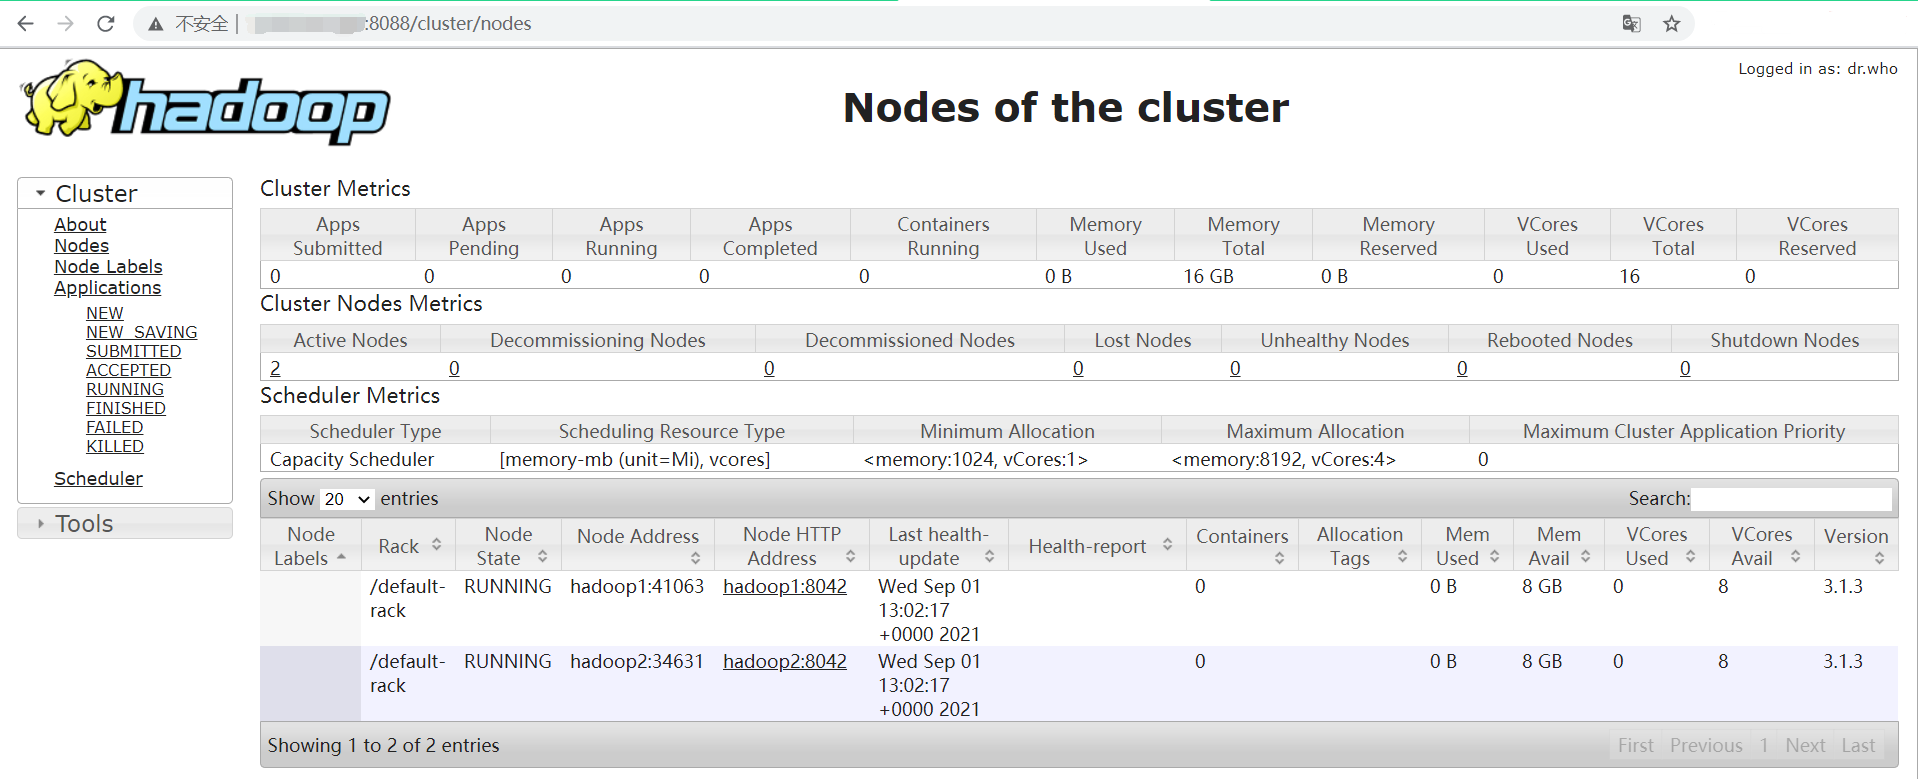 不安全 | :8088/cluster/nodes
Logged in as: dr.who
hadoop
Nodes of the cluster
Cluster
About
Nodes
Node Labels
Applications
NEW
NEW_SAVING
SUBMITTED
ACCEPTED
RUNNING
FINISHED
FAILED
KILLED
Scheduler
Tools
Cluster Metrics
Apps Submitted Apps Pending Apps Running Apps Completed Containers Running Memory Used Memory Total Memory Reserved VCores Used VCores Total VCores Reserved
0 0 0 0 0 0 B 16 GB 0 B 0 16 0
Cluster Nodes Metrics
Active Nodes Decommissioning Nodes Decommissioned Nodes Lost Nodes Unhealthy Nodes Rebooted Nodes Shutdown Nodes
2 0 0 0 0 0 0
Scheduler Metrics
Scheduler Type Scheduling Resource Type Minimum Allocation Maximum Allocation Maximum Cluster Application Priority
Capacity Scheduler [memory-mb (unit=Mi), vcores] <memory:1024, vCores:1> <memory:8192, vCores:4> 0
Show 20 entries Search:
Node Labels Rack Node State Node Address Node HTTP Address Last health-update Health-report Containers Allocation Tags Mem Used Mem Avail VCores Used VCores Avail Version
/default-rack RUNNING hadoop1:41063 hadoop1:8042 Wed Sep 01 13:02:17 +0000 2021 0 0 B 8 GB 0 8 3.1.3
/default-rack RUNNING hadoop2:34631 hadoop2:8042 Wed Sep 01 13:02:17 +0000 2021 0 0 B 8 GB 0 8 3.1.3
Showing 1 to 2 of 2 entries First Previous 1 Next Last